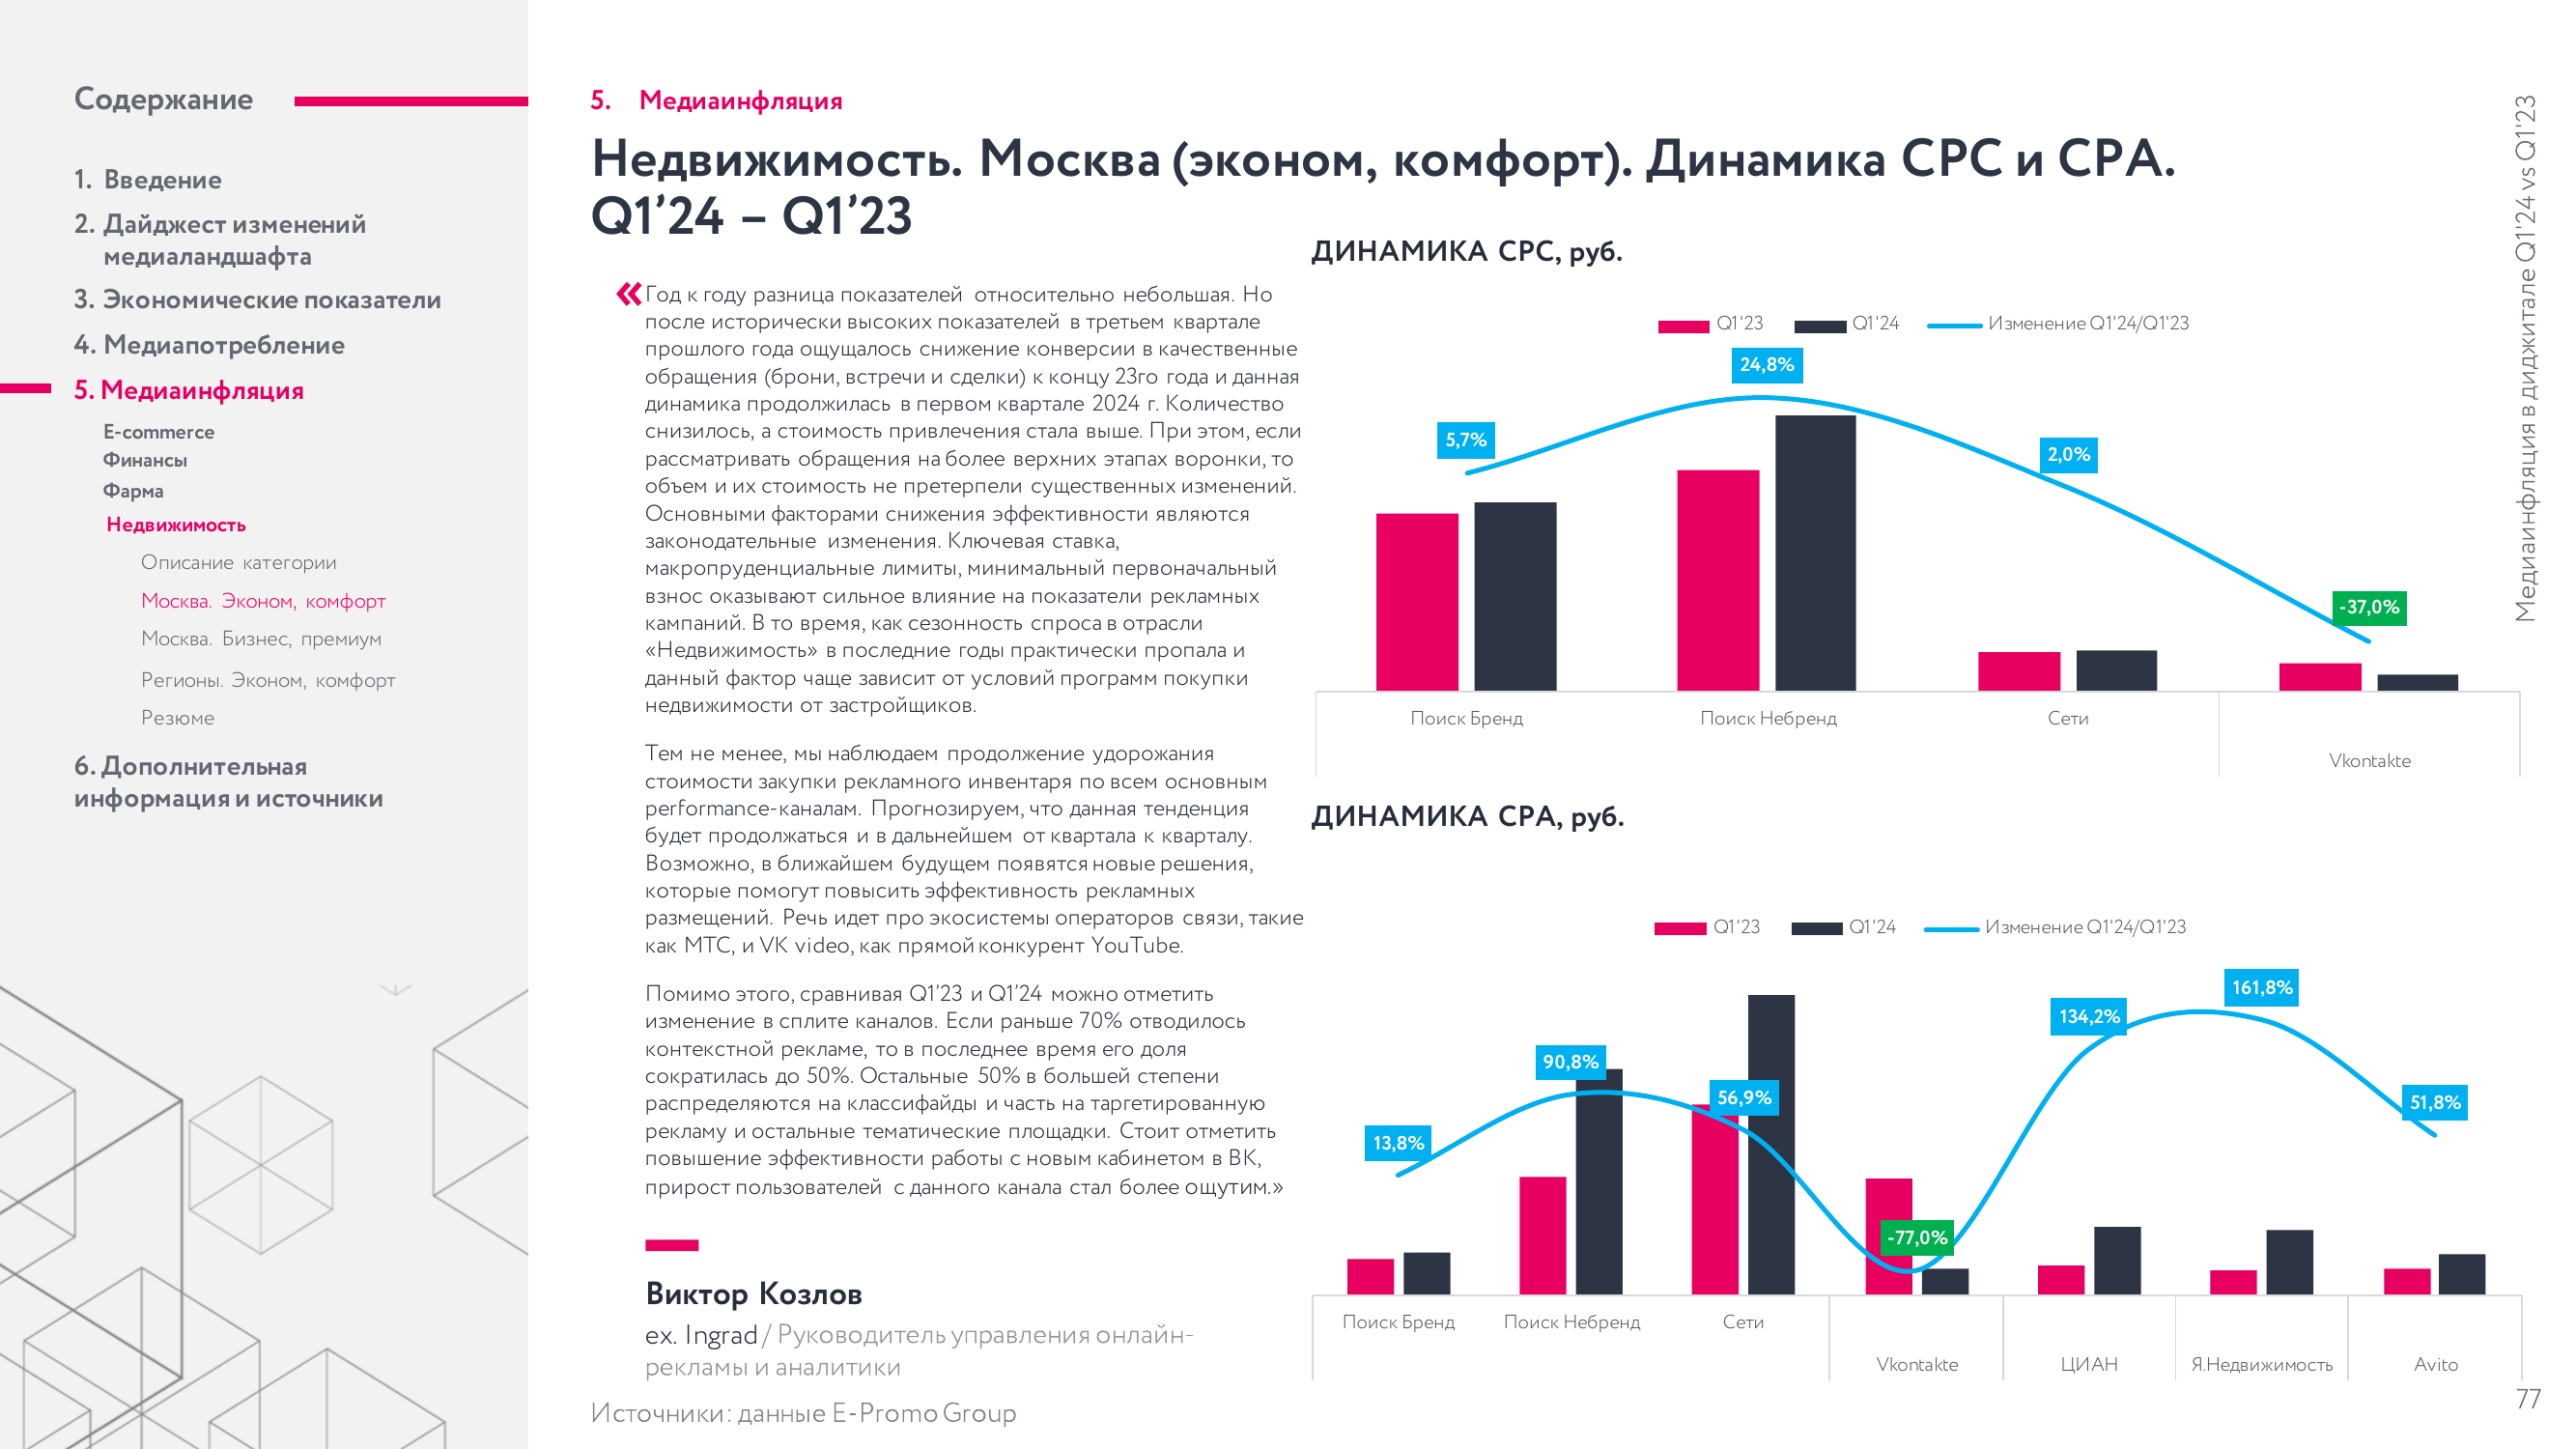 Содержание
1. Введение
2. Дайджест изменений
медиаландшафта
3. Экономические показатели
4. Медиапотребление
5. Медиаинфляция
E-commerce
Финансы
Фарма
Недвижимость
Описание категории
Москва. Эконом, комфорт
Москва. Бизнес, премиум
Регионы. Эконом, комфорт
Резюме
6. Дополнительная
информация и источники
5. Медиаинфляция
Недвижимость. Москва (эконом, комфорт). Динамика CPC и CPA.
Q1’24 – Q1’23
«Год к году разница показателей относительно небольшая. Но
после исторически высоких показателей в третьем квартале
прошлого года ощущалось снижение конверсии в качественные
обращения (брони, встречи и сделки) к концу 23го года и данная
динамика продолжилась в первом квартале 2024 г. Количество
снизилось, а стоимость привлечения стала выше. При этом, если
рассматривать обращения на более верхних этапах воронки, то
объем и их стоимость не претерпели существенных изменений.
Основными факторами снижения эффективности являются
законодательные изменения. Ключевая ставка,
макропруденциальные лимиты, минимальный первоначальный
взнос оказывают сильное влияние на показатели рекламных
кампаний. В то время, как сезонность спроса в отрасли
«Недвижимость» в последние годы практически пропала и
данный фактор чаще зависит от условий программ покупки
недвижимости от застройщиков.
Тем не менее, мы наблюдаем продолжение удорожания
стоимости закупки рекламного инвентаря по всем основным
performance-каналам. Прогнозируем, что данная тенденция
будет продолжаться и в дальнейшем от квартала к кварталу.
Возможно, в ближайшем будущем появятся новые решения,
которые помогут повысить эффективность рекламных
размещений. Речь идет про экосистемы операторов связи, такие
как МТС, и VK video, как прямой конкурент YouTube.
Помимо этого, сравнивая Q1’23 и Q1’24 можно отметить
изменение в сплите каналов. Если раньше 70% отводилось
контекстной рекламе, то в последнее время его доля
сократилась до 50%. Остальные 50% в большей степени
распределяются на классифайды и часть на таргетированную
рекламу и остальные тематические площадки. Стоит отметить
повышение эффективности работы с новым кабинетом в ВК,
прирост пользователей с данного канала стал более ощутим.»
Виктор Козлов
ex. Ingrad / Руководитель управления онлайн-
рекламы и аналитики
Источники: данные E-Promo Group
ДИНАМИКА CPC, руб.
Q1'23 Q1'24 Изменение Q1'24/Q1'23
5,7% 24,8% 2,0% -37,0%
Поиск Бренд Поиск Небренд Сети
Vkontakte
ДИНАМИКА CPA, руб.
Q1'23 Q1'24 Изменение Q1'24/Q1'23
13,8% 90,8% 56,9% -77,0% 134,2% 161,8% 51,8%
Поиск Бренд Поиск Небренд Сети
Vkontakte ЦИАН Я.Недвижимость Avito
Медиаинфляция в диджитале Q1'24 vs Q1'23
77